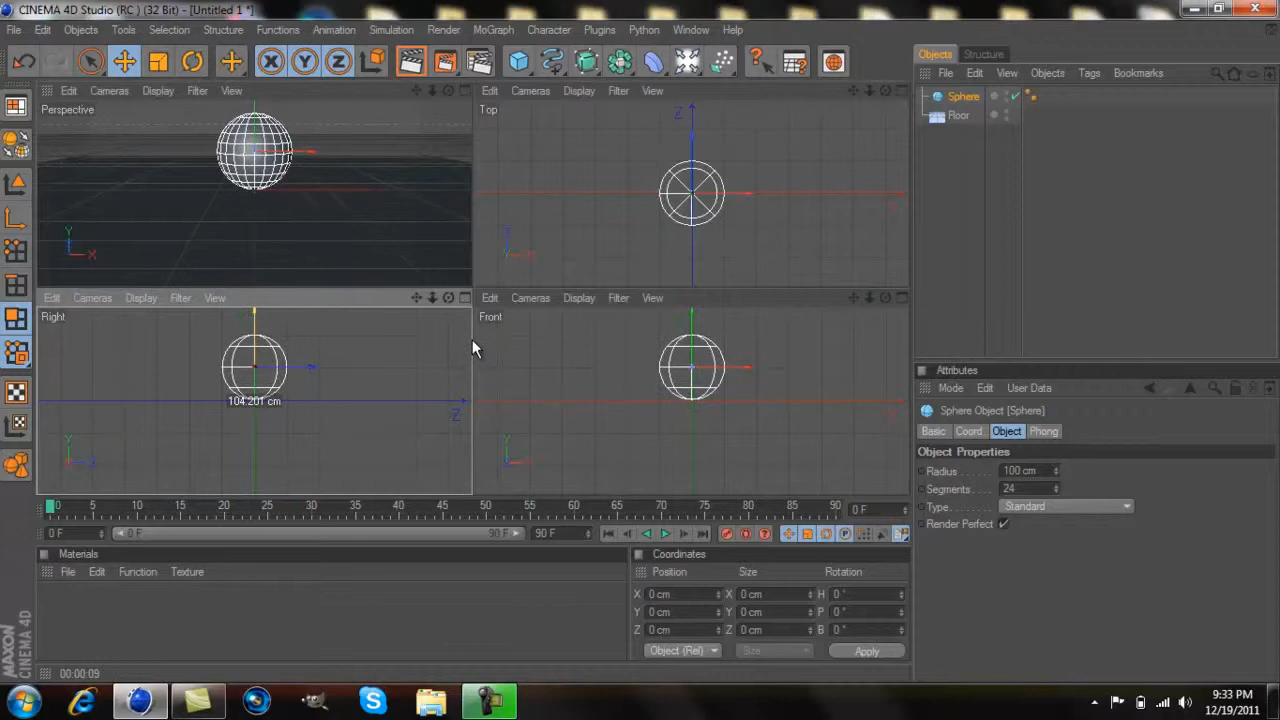 CINEMA 4D Studio (RC ) (32 Bit) - [Untitled 1 *]
File Edit Objects Tools Selection Structure Functions Animation Simulation Render MoGraph Character Plugins Python Window Help
Objects Structure
File Edit View Objects Tags Bookmarks
Sphere
Floor
Edit Cameras Display Filter View
Perspective
Y
X
Edit Cameras Display Filter View
Top
Z
Edit Cameras Display Filter View
Right
104.201 cm
Z
Y
Edit Cameras Display Filter View
Front
Y
Attributes
Mode Edit User Data
Sphere Object [Sphere]
Basic Coord Object Phong
Object Properties
Radius 100 cm
Segments 24
Type Standard
Render Perfect
0 5 10 15 20 25 30 35 40 45 50 55 60 65 70 75 80 85 90 0 F
0 F 0 F 90 F 90 F
Materials
File Edit Function Texture
Coordinates
Position Size Rotation
X 0 cm X 0 cm H 0 °
Y 0 cm Y 0 cm P 0 °
Z 0 cm Z 0 cm B 0 °
Object (Rel) Size Apply
MAXON
CINEMA 4D
00:00:09
9:33 PM
12/19/2011